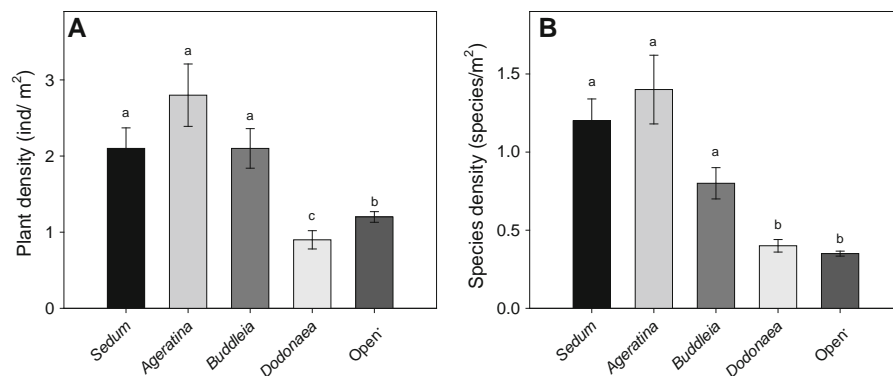 A
Plant density (ind/ m²)
3
2
1
0
a
a
a
c
b
Sedum
Ageratina
Buddleia
Dodonaea
Open·
B
Species density (species/m²)
1.5
1.0
0.5
0.0
a
a
a
b
b
Sedum
Ageratina
Buddleia
Dodonaea
Open·